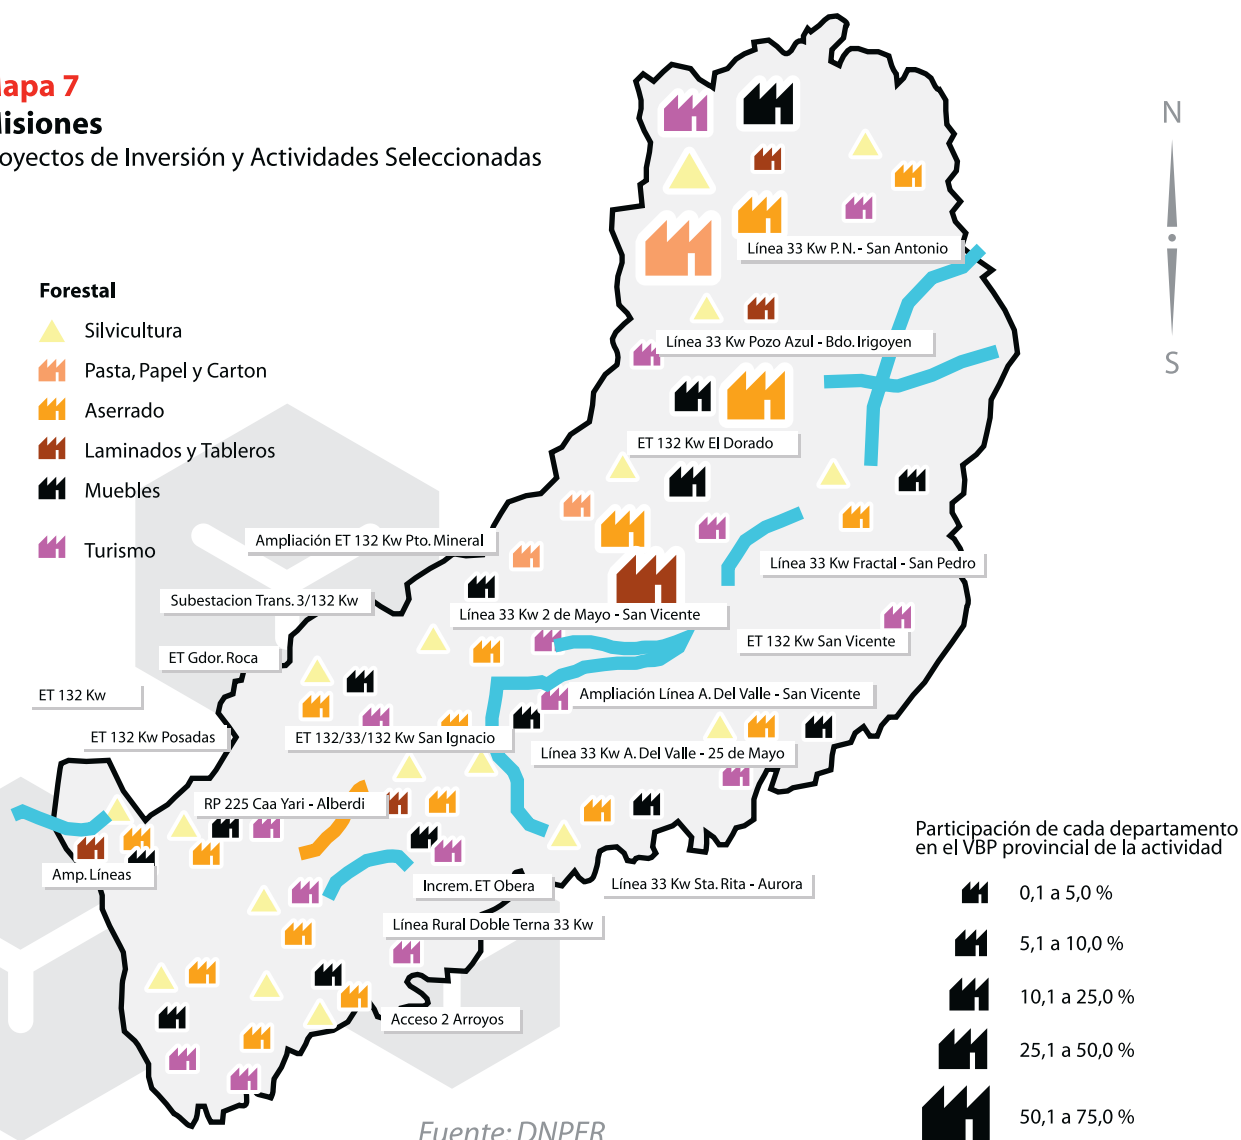 apa 7
isiones
oyectos de Inversión y Actividades Seleccionadas
N
S
Forestal
Silvicultura
Pasta, Papel y Carton
Aserrado
Laminados y Tableros
Muebles
Turismo
Línea 33 Kw P. N. - San Antonio
Línea 33 Kw Pozo Azul - Bdo. Irigoyen
ET 132 Kw El Dorado
Ampliación ET 132 Kw Pto. Mineral
Línea 33 Kw Fractal - San Pedro
Subestacion Trans. 3/132 Kw
Línea 33 Kw 2 de Mayo - San Vicente
ET 132 Kw San Vicente
ET Gdor. Roca
ET 132 Kw
Ampliación Línea A. Del Valle - San Vicente
ET 132 Kw Posadas
ET 132/33/132 Kw San Ignacio
Línea 33 Kw A. Del Valle - 25 de Mayo
RP 225 Caa Yari - Alberdi
Amp. Líneas
Increm. ET Obera
Línea 33 Kw Sta. Rita - Aurora
Línea Rural Doble Terna 33 Kw
Acceso 2 Arroyos
Participación de cada departamento
en el VBP provincial de la actividad
0,1 a 5,0 %
5,1 a 10,0 %
10,1 a 25,0 %
25,1 a 50,0 %
50,1 a 75,0 %
Fuente: DNPER